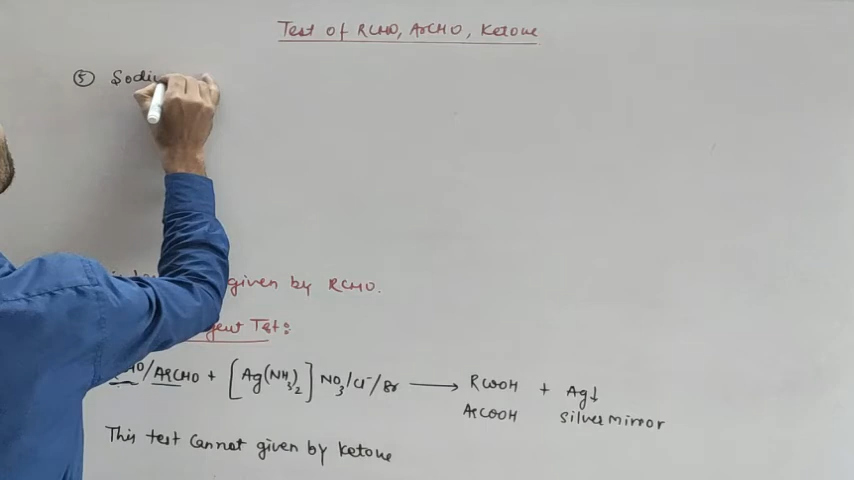 Test of RCHO, ArCHO, Ketone
⑤ Sodi
given by RCHO.
Test:
/ArCHO + [Ag(NH3)2] NO3/Cl⁻/Br ⟶ RCOOH + Ag↓
ArCOOH silver mirror
This test cannot given by Ketone